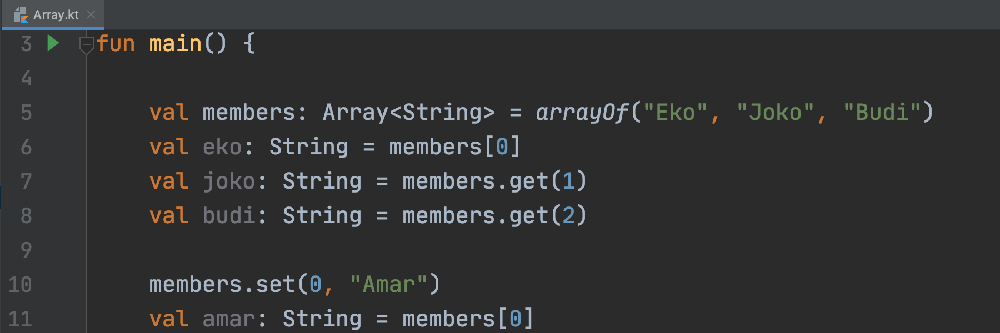 Array.kt
3 fun main() {
4
5 val members: Array<String> = arrayOf("Eko", "Joko", "Budi")
6 val eko: String = members[0]
7 val joko: String = members.get(1)
8 val budi: String = members.get(2)
9
10 members.set(0, "Amar")
11 val amar: String = members[0]